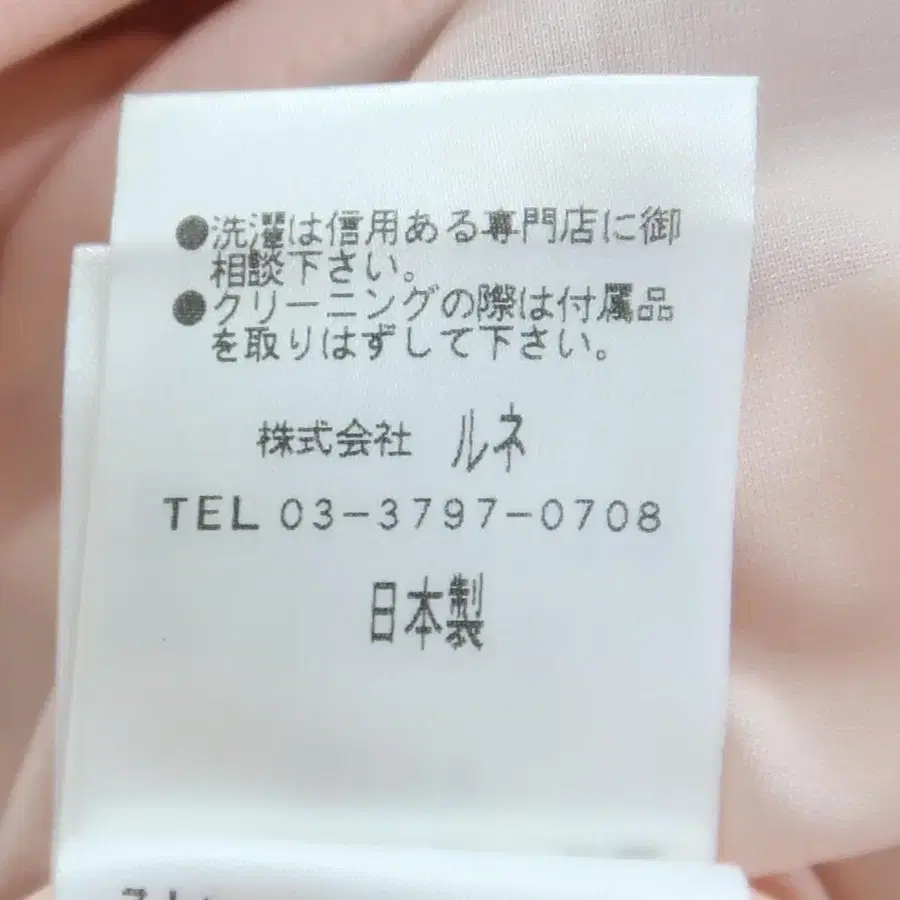 ●洗濯は信用ある専門店に御
相談下さい。
●クリーニングの際は付属品
を取りはずして下さい。
株式会社 ルネ
TEL 03-3797-0708
日本製